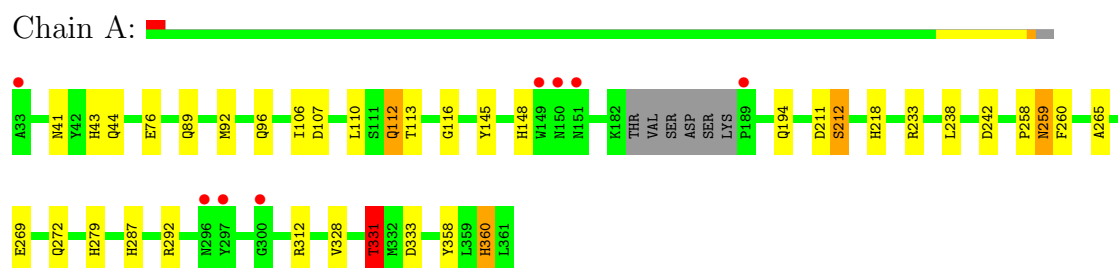 Chain A:
A33 N41 Y42 H43 Q44 E76 Q89 M92 Q96 I106 D107 L110 S111 Q112 T113 G116 Y145 H148 W149 N150 N151 K182 THR VAL SER ASP SER LYS P189 Q194 D211 S212 H218 R233 L238 D242 P258 N259 F260 A265
E269 Q272 H279 H287 R292 N296 Y297 G300 R312 V328 T331 M332 D333 Y358 L359 H360 L361